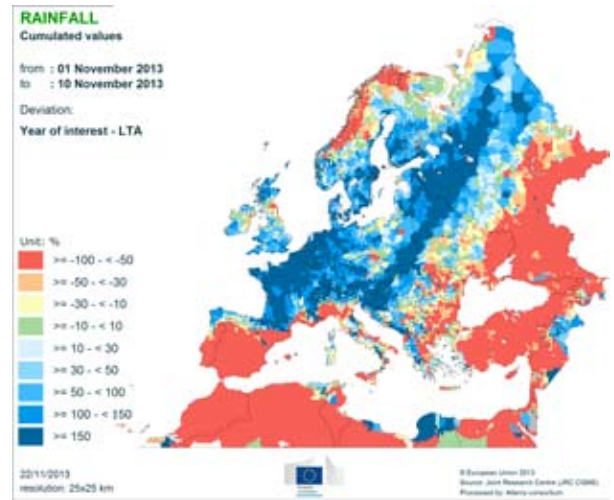 RAINFALL
Cumulated values
from : 01 November 2013
to : 10 November 2013
Deviation:
Year of interest - LTA
Unit: %
>= -100 - < -50
>= -50 - < -30
>= -30 - < -10
>= -10 - < 10
>= 10 - < 30
>= 30 - < 50
>= 50 - < 100
>= 100 - < 150
>= 150
22/11/2013
resolution: 25x25 km
© European Union 2013
Source: Joint Research Centre (JRC CGMS)
Processed by: Alterra consortium